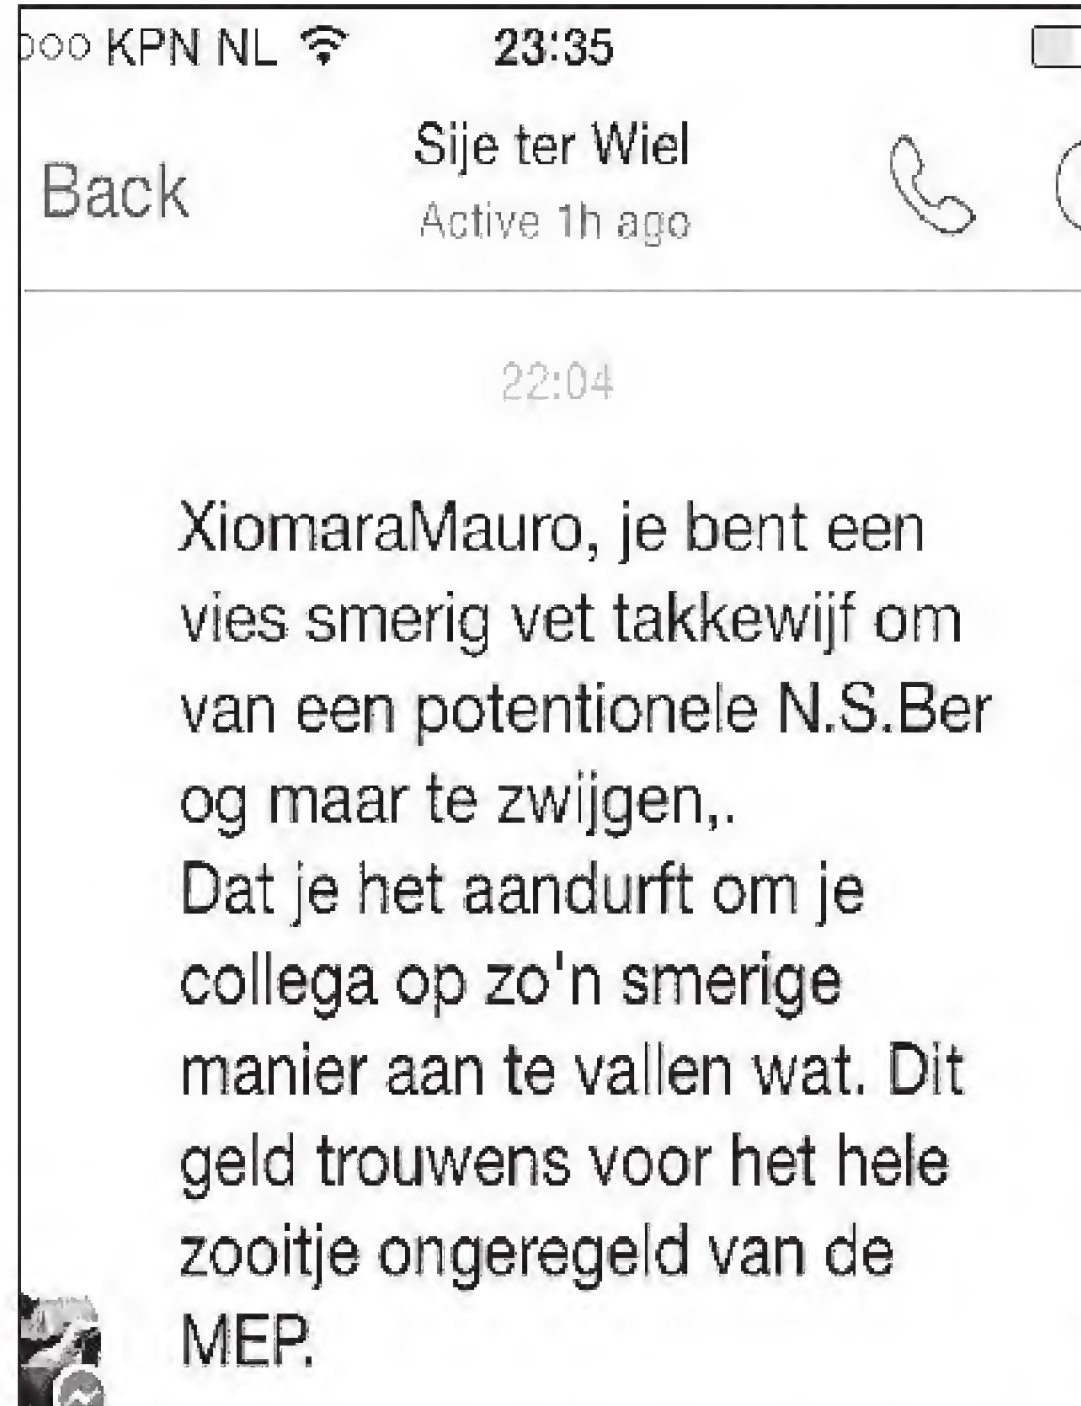 KPN NL 23:35
Sije ter Wiel
Back
Active 1h ago
22:04
XiomaraMauro, je bent een
vies smerig vet takkewijf om
van een potentionele N.S.Ber
og maar te zwijgen,.
Dat je het aandurft om je
collega op zo'n smerige
manier aan te vallen wat. Dit
geld trouwens voor het hele
zooitje ongeregeld van de
MEP.